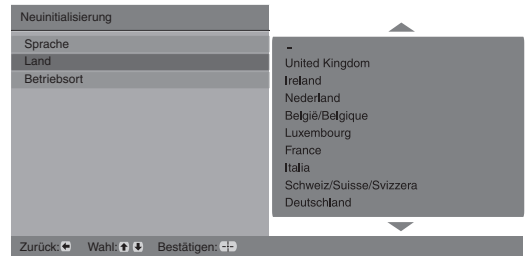 Neuinitialisierung
Sprache
Land
Betriebsort
–
United Kingdom
Ireland
Nederland
België/Belgique
Luxembourg
France
Italia
Schweiz/Suisse/Svizzera
Deutschland
Zurück: Wahl: Bestätigen: